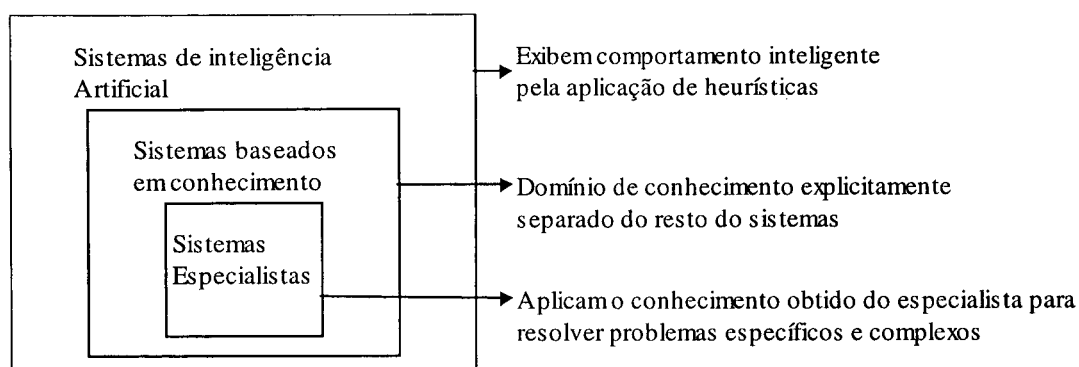 Sistemas de inteligência
Artificial
Exibem comportamento inteligente
pela aplicação de heurísticas
Sistemas baseados
em conhecimento
Domínio de conhecimento explicitamente
separado do resto do sistemas
Sistemas
Especialistas
Aplicam o conhecimento obtido do especialista para
resolver problemas específicos e complexos